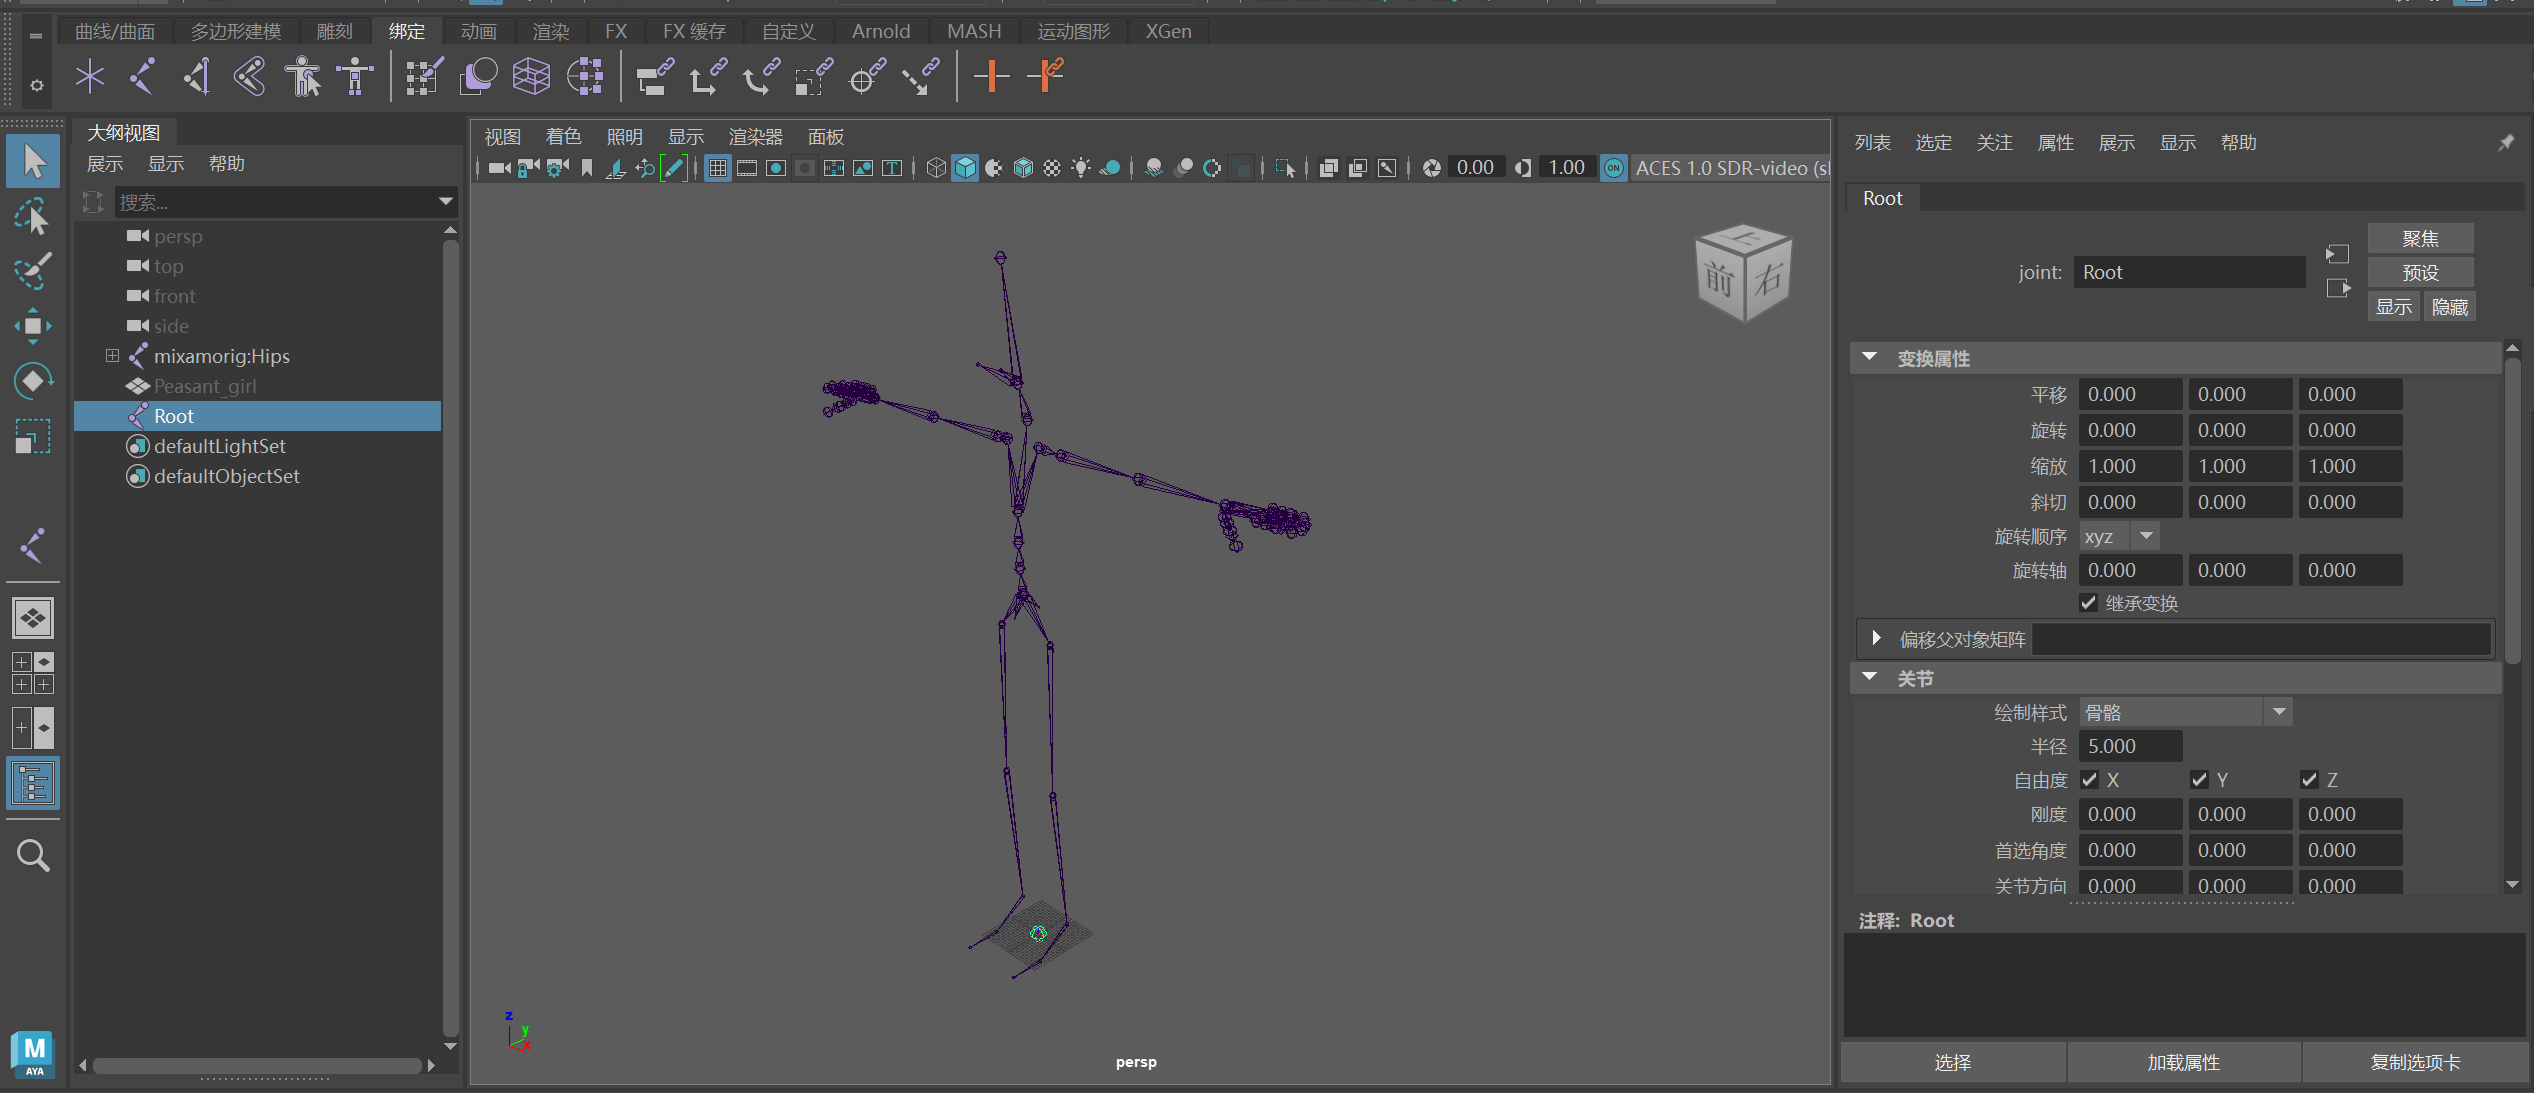 曲线/曲面 多边形建模 雕刻 绑定 动画 渲染 FX FX 缓存 自定义 Arnold MASH 运动图形 XGen
大纲视图
展示 显示 帮助
搜索...
persp
top
front
side
mixamorig:Hips
Peasant_girl
Root
defaultLightSet
defaultObjectSet
M
AYA
视图 着色 照明 显示 渲染器 面板
T 0.00 1.00 ON ACES 1.0 SDR-video (sl
上
前 右
z
y
x
persp
列表 选定 关注 属性 展示 显示 帮助
Root
joint: Root
聚焦
预设
显示 隐藏
变换属性
平移 0.000 0.000 0.000
旋转 0.000 0.000 0.000
缩放 1.000 1.000 1.000
斜切 0.000 0.000 0.000
旋转顺序 xyz
旋转轴 0.000 0.000 0.000
继承变换
偏移父对象矩阵
关节
绘制样式 骨骼
半径 5.000
自由度 X Y Z
刚度 0.000 0.000 0.000
首选角度 0.000 0.000 0.000
关节方向 0.000 0.000 0.000
注释: Root
选择 加载属性 复制选项卡